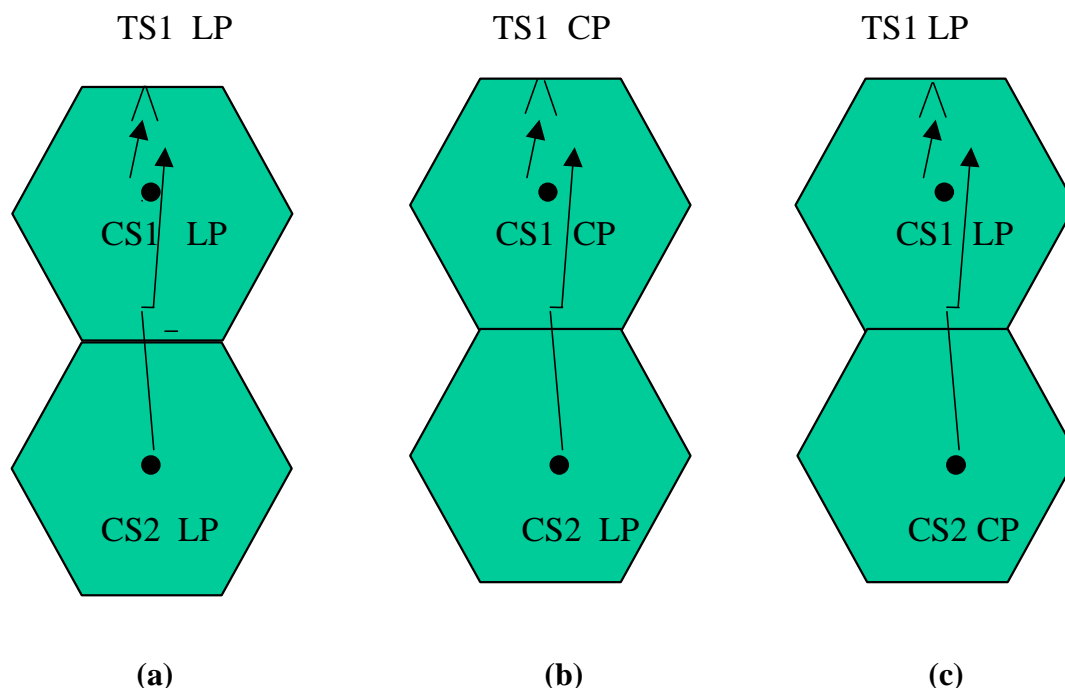 TS1 LP
TS1 CP
TS1 LP
CS1 LP
CS1 CP
CS1 LP
CS2 LP
CS2 LP
CS2 CP
(a)
(b)
(c)